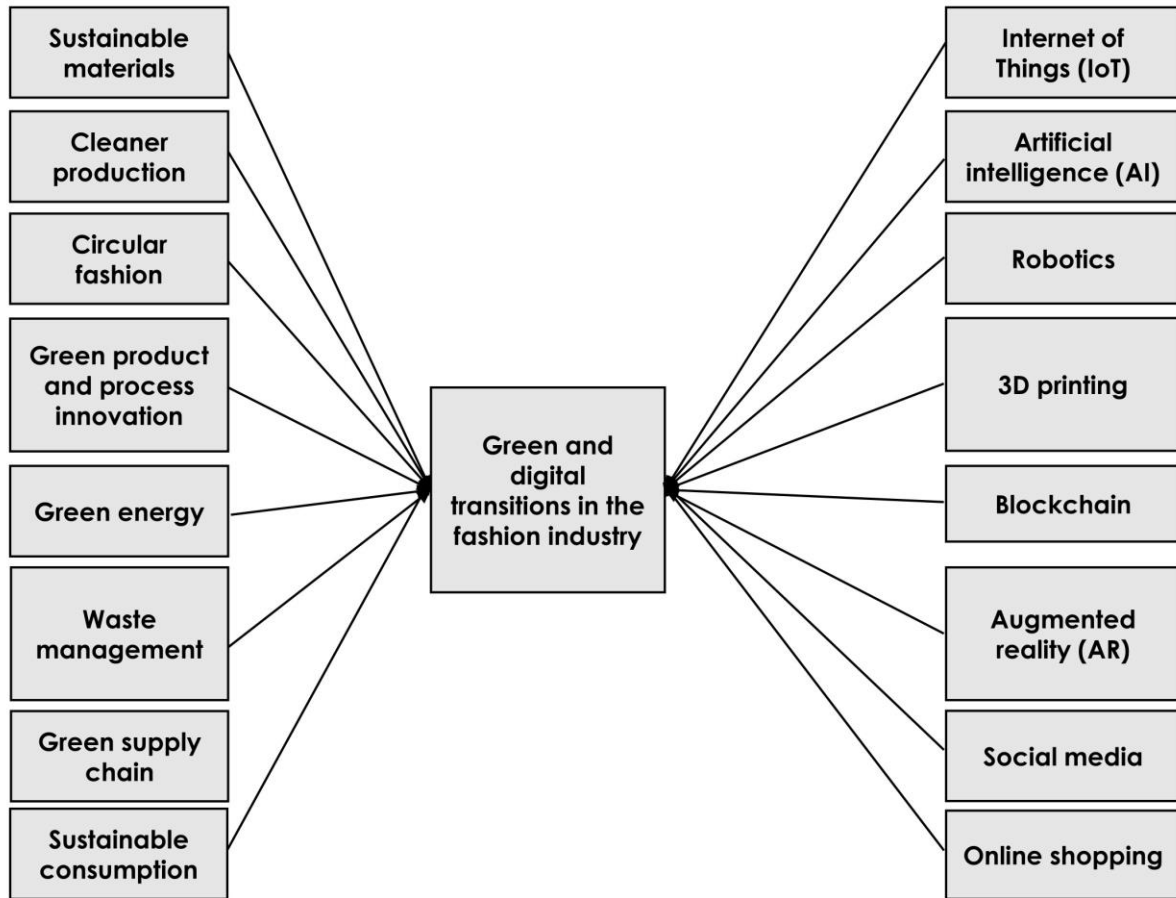 Sustainable
materials
Cleaner
production
Circular
fashion
Green product
and process
innovation
Green energy
Waste
management
Green supply
chain
Sustainable
consumption
Green and
digital
transitions in the
fashion industry
Internet of
Things (IoT)
Artificial
intelligence (AI)
Robotics
3D printing
Blockchain
Augmented
reality (AR)
Social media
Online shopping